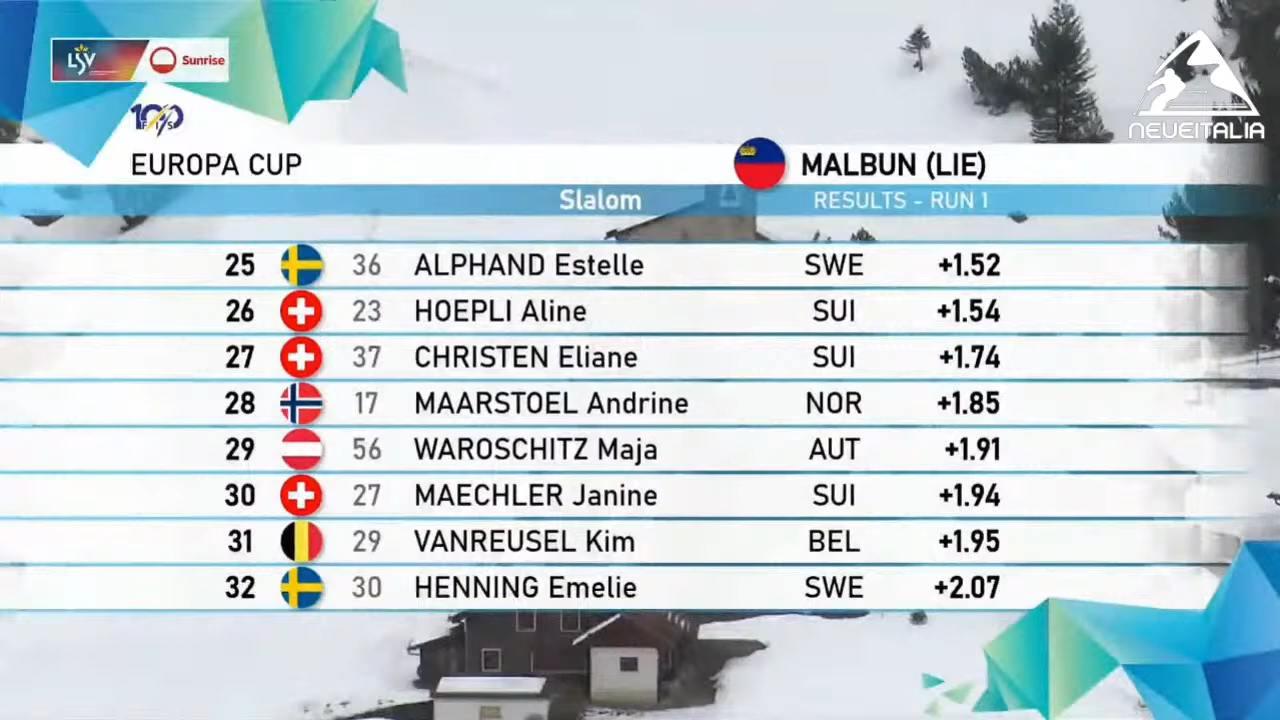 LSV Sunrise
NEVEITALIA
100
FIS
EUROPA CUP
MALBUN (LIE)
Slalom
RESULTS - RUN 1
25 36 ALPHAND Estelle SWE +1.52
26 23 HOEPLI Aline SUI +1.54
27 37 CHRISTEN Eliane SUI +1.74
28 17 MAARSTOEL Andrine NOR +1.85
29 56 WAROSCHITZ Maja AUT +1.91
30 27 MAECHLER Janine SUI +1.94
31 29 VANREUSEL Kim BEL +1.95
32 30 HENNING Emelie SWE +2.07